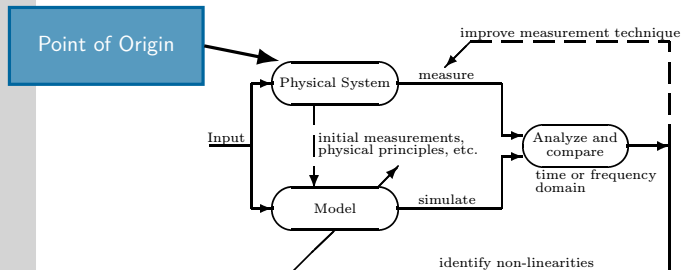 improve measurement technique
Point of Origin
Physical System
measure
Input
initial measurements,
physical principles, etc.
Analyze and
compare
time or frequency
domain
Model
simulate
identify non-linearities